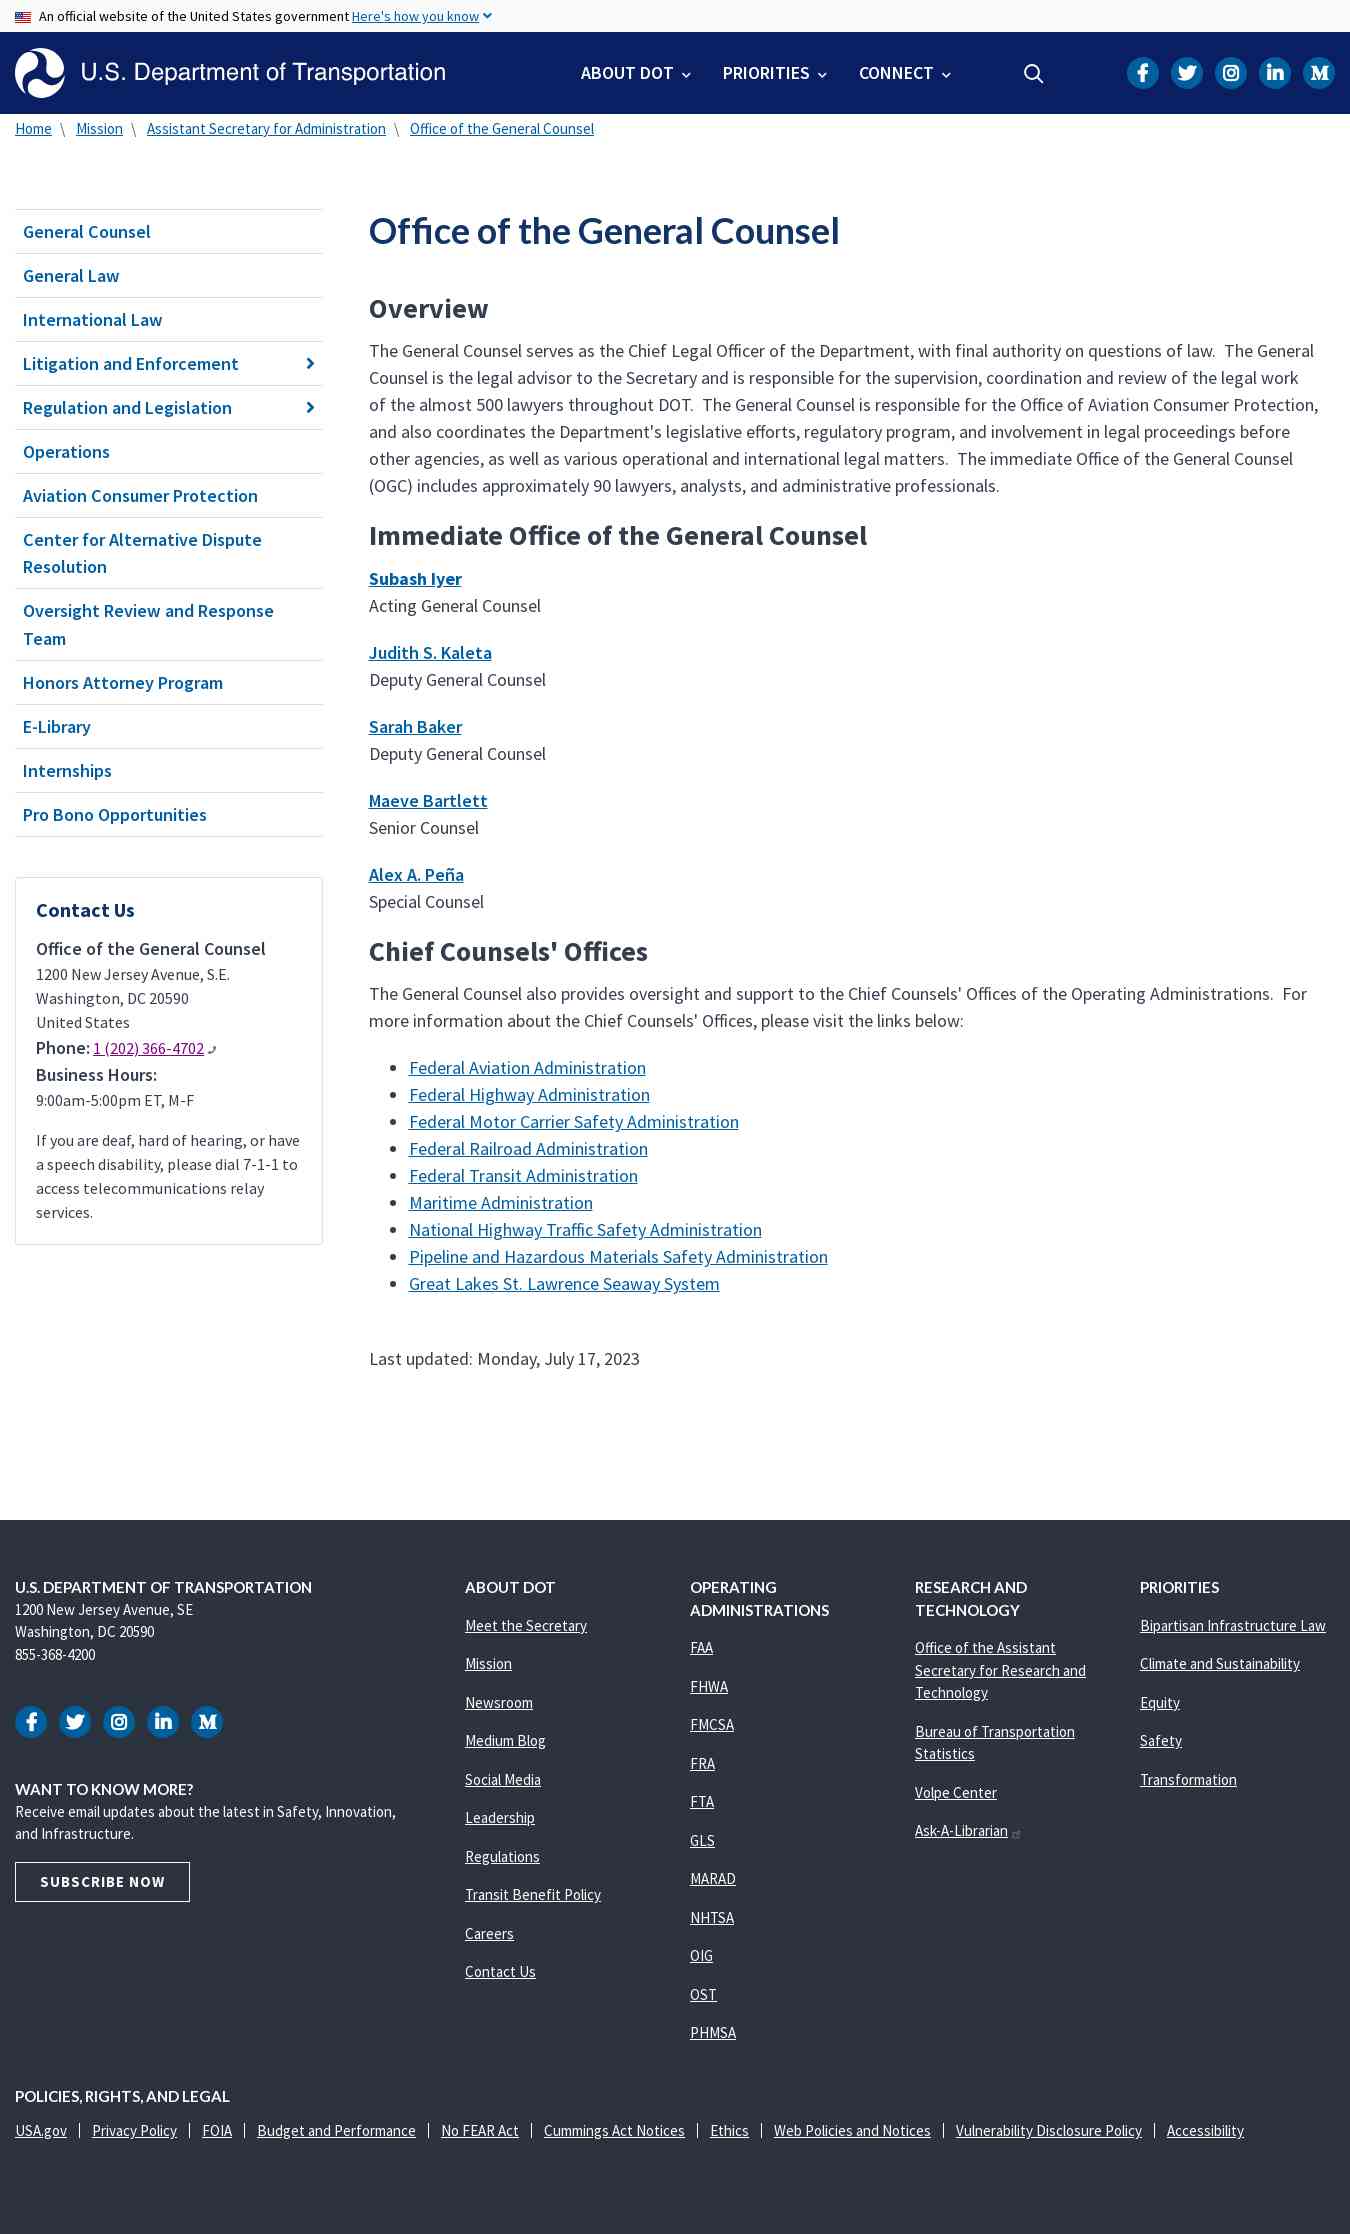 An official website of the United States government Here's how you know
U.S. Department of Transportation
ABOUT DOT PRIORITIES CONNECT
Home \ Mission \ Assistant Secretary for Administration \ Office of the General Counsel
General Counsel
General Law
International Law
Litigation and Enforcement
Regulation and Legislation
Operations
Aviation Consumer Protection
Center for Alternative Dispute
Resolution
Oversight Review and Response
Team
Honors Attorney Program
E-Library
Internships
Pro Bono Opportunities
Contact Us
Office of the General Counsel
1200 New Jersey Avenue, S.E.
Washington, DC 20590
United States
Phone: 1 (202) 366-4702
Business Hours:
9:00am-5:00pm ET, M-F
If you are deaf, hard of hearing, or have
a speech disability, please dial 7-1-1 to
access telecommunications relay
services.
Office of the General Counsel
Overview
The General Counsel serves as the Chief Legal Officer of the Department, with final authority on questions of law.  The General
Counsel is the legal advisor to the Secretary and is responsible for the supervision, coordination and review of the legal work
of the almost 500 lawyers throughout DOT.  The General Counsel is responsible for the Office of Aviation Consumer Protection,
and also coordinates the Department's legislative efforts, regulatory program, and involvement in legal proceedings before
other agencies, as well as various operational and international legal matters.  The immediate Office of the General Counsel
(OGC) includes approximately 90 lawyers, analysts, and administrative professionals.
Immediate Office of the General Counsel
Subash Iyer
Acting General Counsel
Judith S. Kaleta
Deputy General Counsel
Sarah Baker
Deputy General Counsel
Maeve Bartlett
Senior Counsel
Alex A. Peña
Special Counsel
Chief Counsels' Offices
The General Counsel also provides oversight and support to the Chief Counsels' Offices of the Operating Administrations.  For
more information about the Chief Counsels' Offices, please visit the links below:
• Federal Aviation Administration
• Federal Highway Administration
• Federal Motor Carrier Safety Administration
• Federal Railroad Administration
• Federal Transit Administration
• Maritime Administration
• National Highway Traffic Safety Administration
• Pipeline and Hazardous Materials Safety Administration
• Great Lakes St. Lawrence Seaway System
Last updated: Monday, July 17, 2023
U.S. DEPARTMENT OF TRANSPORTATION
1200 New Jersey Avenue, SE
Washington, DC 20590
855-368-4200
WANT TO KNOW MORE?
Receive email updates about the latest in Safety, Innovation,
and Infrastructure.
SUBSCRIBE NOW
ABOUT DOT
Meet the Secretary
Mission
Newsroom
Medium Blog
Social Media
Leadership
Regulations
Transit Benefit Policy
Careers
Contact Us
OPERATING
ADMINISTRATIONS
FAA
FHWA
FMCSA
FRA
FTA
GLS
MARAD
NHTSA
OIG
OST
PHMSA
RESEARCH AND
TECHNOLOGY
Office of the Assistant
Secretary for Research and
Technology
Bureau of Transportation
Statistics
Volpe Center
Ask-A-Librarian
PRIORITIES
Bipartisan Infrastructure Law
Climate and Sustainability
Equity
Safety
Transformation
POLICIES, RIGHTS, AND LEGAL
USA.gov | Privacy Policy | FOIA | Budget and Performance | No FEAR Act | Cummings Act Notices | Ethics | Web Policies and Notices | Vulnerability Disclosure Policy | Accessibility